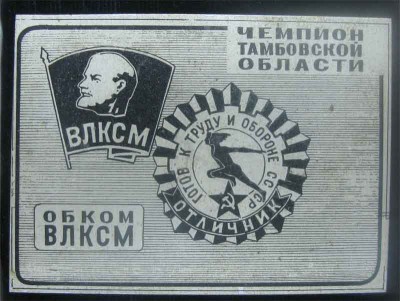 ЧЕМПИОН
ТАМБОВСКОЙ
ОБЛАСТИ
ВЛКСМ
ГОТОВ К ТРУДУ И ОБОРОНЕ СССР
ОТЛИЧНИК
ОБКОМ
ВЛКСМ